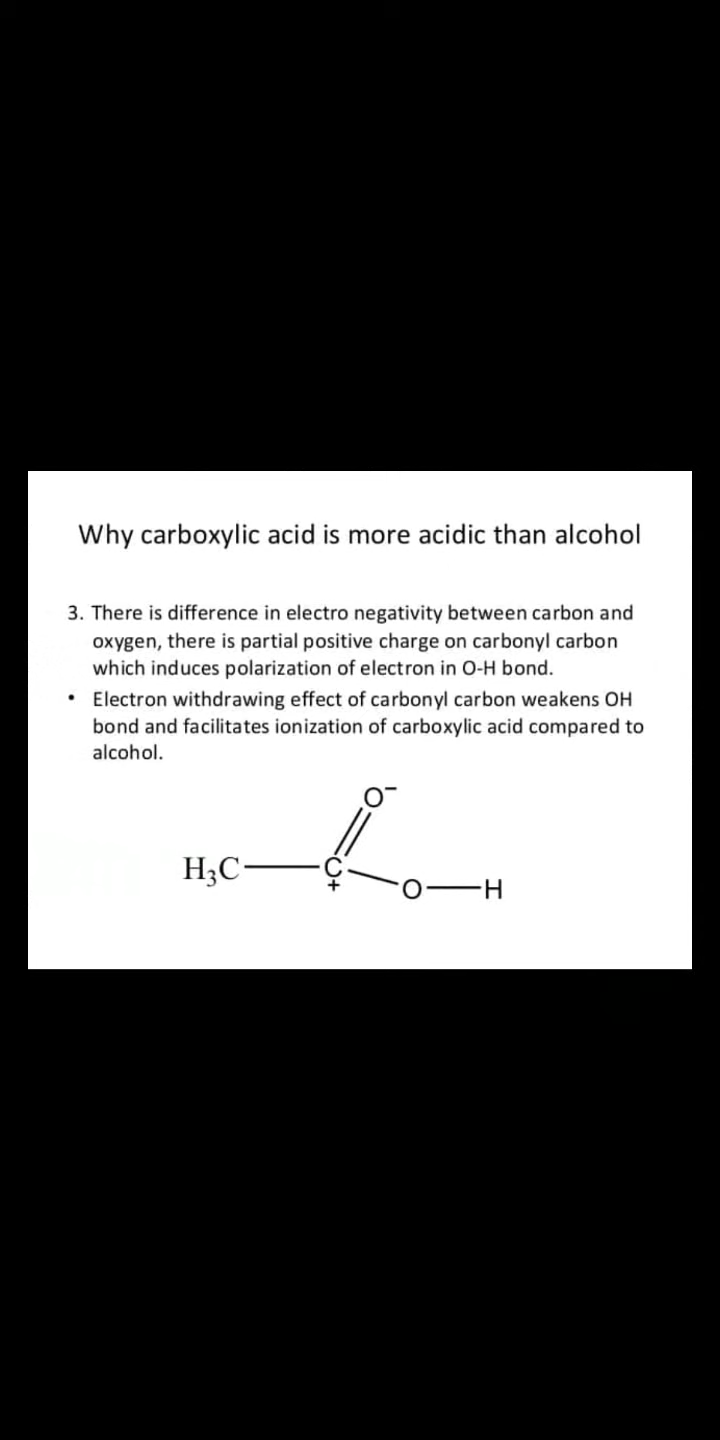 Why carboxylic acid is more acidic than alcohol
3. There is difference in electro negativity between carbon and
oxygen, there is partial positive charge on carbonyl carbon
which induces polarization of electron in O-H bond.
• Electron withdrawing effect of carbonyl carbon weakens OH
bond and facilitates ionization of carboxylic acid compared to
alcohol.
O⁻
H₃C C O H
+